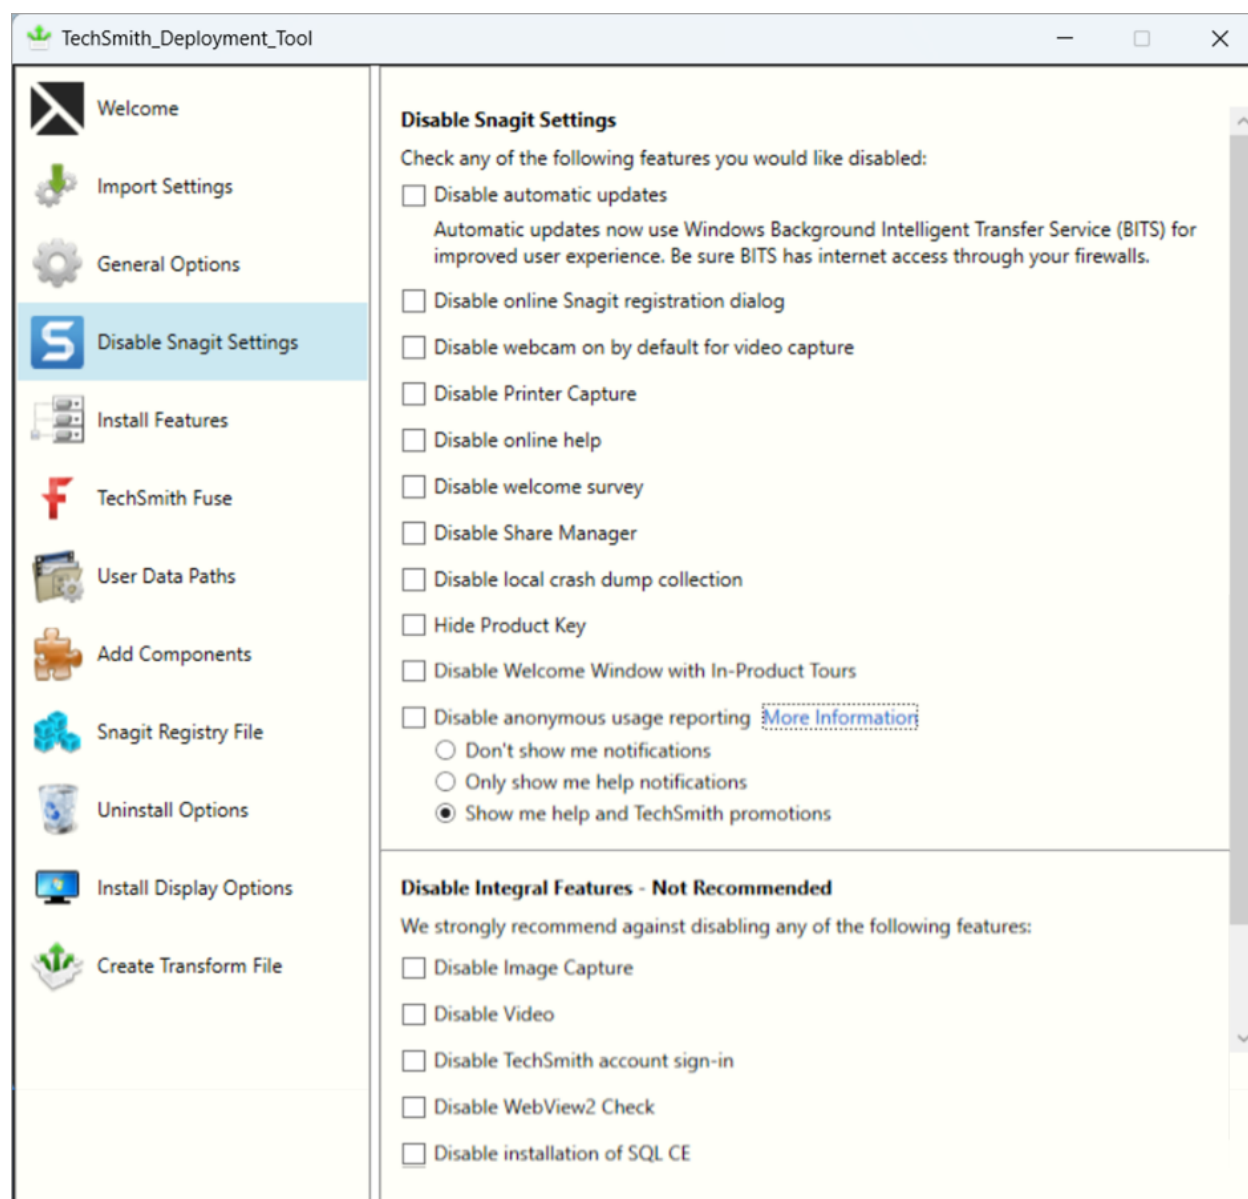 TechSmith_Deployment_Tool
Welcome
Import Settings
General Options
Disable Snagit Settings
Install Features
TechSmith Fuse
User Data Paths
Add Components
Snagit Registry File
Uninstall Options
Install Display Options
Create Transform File
Disable Snagit Settings
Check any of the following features you would like disabled:
Disable automatic updates
Automatic updates now use Windows Background Intelligent Transfer Service (BITS) for
improved user experience. Be sure BITS has internet access through your firewalls.
Disable online Snagit registration dialog
Disable webcam on by default for video capture
Disable Printer Capture
Disable online help
Disable welcome survey
Disable Share Manager
Disable local crash dump collection
Hide Product Key
Disable Welcome Window with In-Product Tours
Disable anonymous usage reporting More Information
Don't show me notifications
Only show me help notifications
Show me help and TechSmith promotions
Disable Integral Features - Not Recommended
We strongly recommend against disabling any of the following features:
Disable Image Capture
Disable Video
Disable TechSmith account sign-in
Disable WebView2 Check
Disable installation of SQL CE